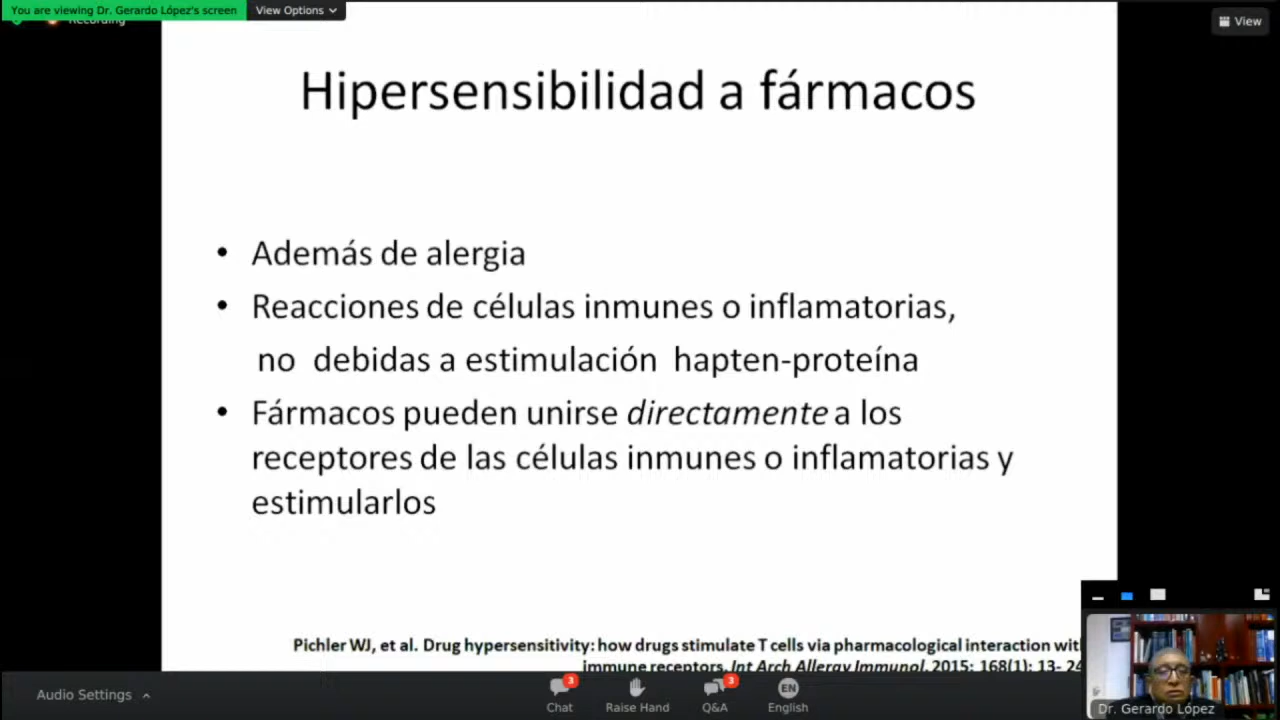 You are viewing Dr. Gerardo López's screen
View Options
Recording
View
Hipersensibilidad a fármacos
• Además de alergia
• Reacciones de células inmunes o inflamatorias,
no debidas a estimulación hapten-proteína
• Fármacos pueden unirse directamente a los
receptores de las células inmunes o inflamatorias y
estimularlos
Pichler WJ, et al. Drug hypersensitivity: how drugs stimulate T cells via pharmacological interaction with
immune receptors. Int Arch Allergy Immunol. 2015; 168(1): 13- 24
Audio Settings
3
Chat
Raise Hand
3
Q&A
EN
English
Dr. Gerardo López